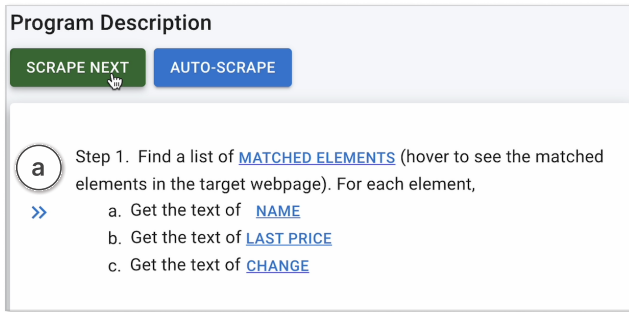 Program Description
SCRAPE NEXT AUTO-SCRAPE
a
Step 1. Find a list of MATCHED ELEMENTS (hover to see the matched
elements in the target webpage). For each element,
a. Get the text of NAME
b. Get the text of LAST PRICE
c. Get the text of CHANGE